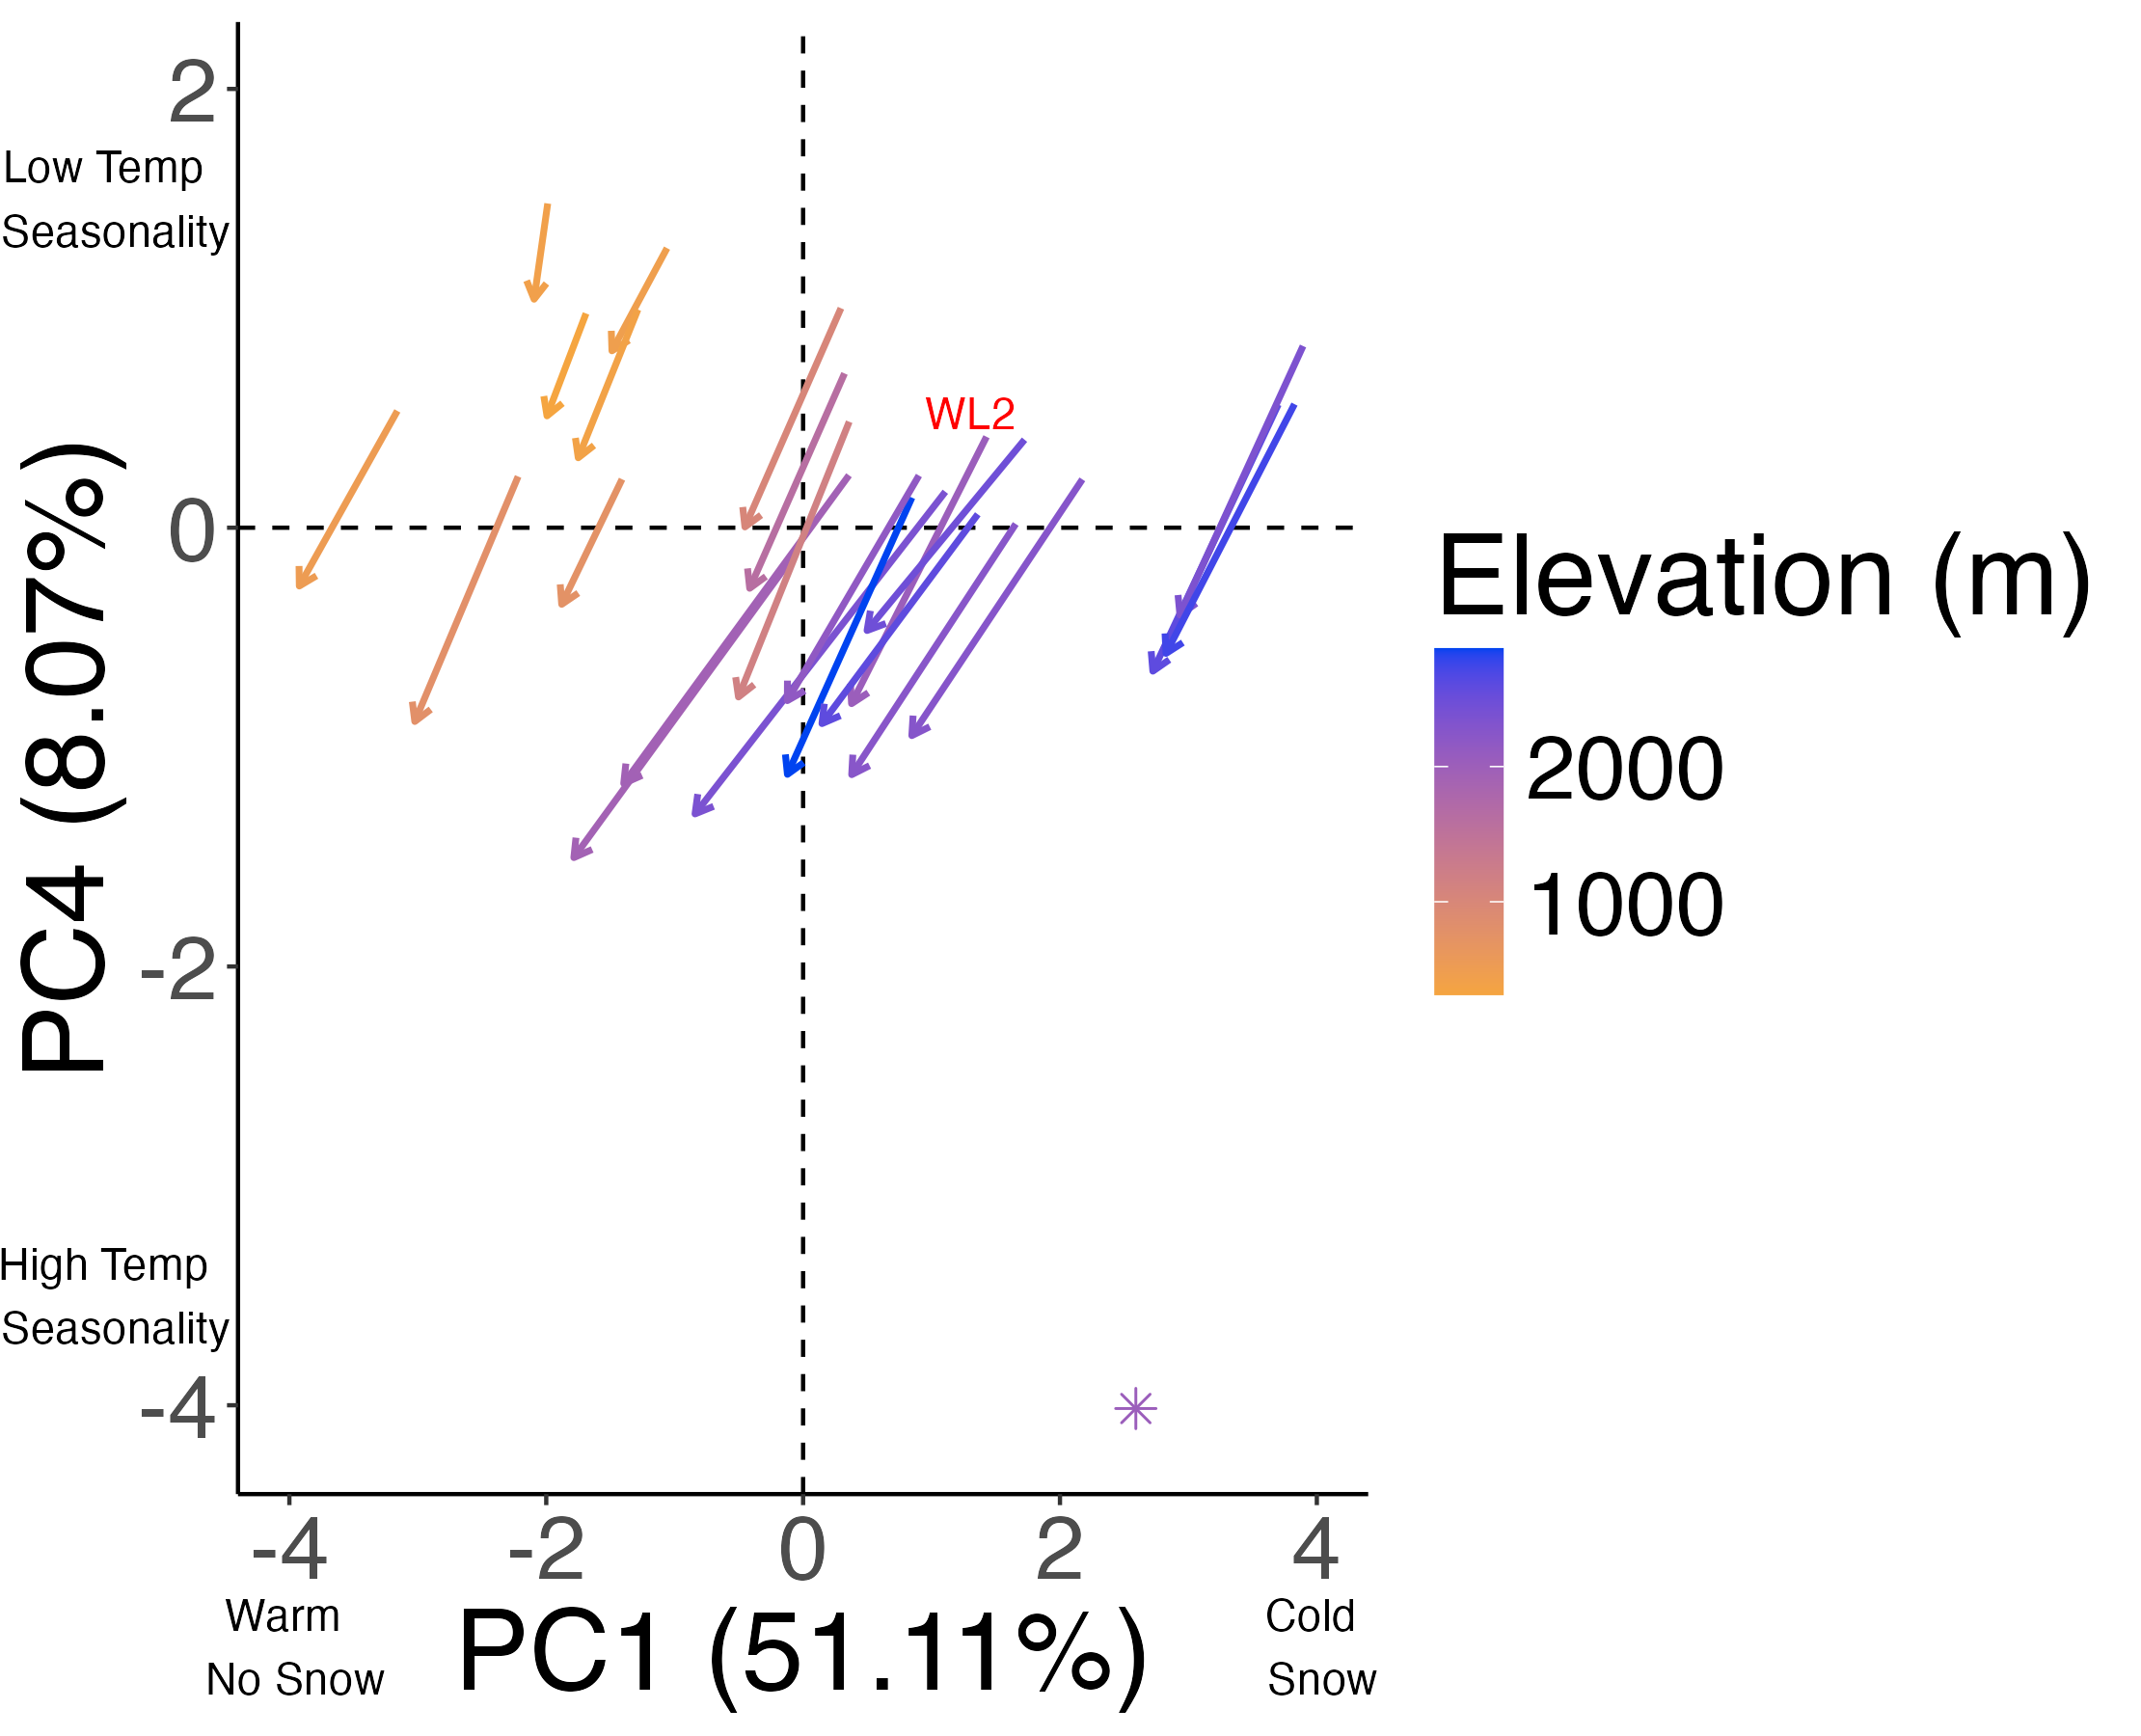 2
Low Temp
Seasonality
0
-2
High Temp
Seasonality
-4
PC4 (8.07%)
WL2
-4
-2
0
2
4
Warm
No Snow
PC1 (51.11%)
Cold
Snow
Elevation (m)
2000
1000